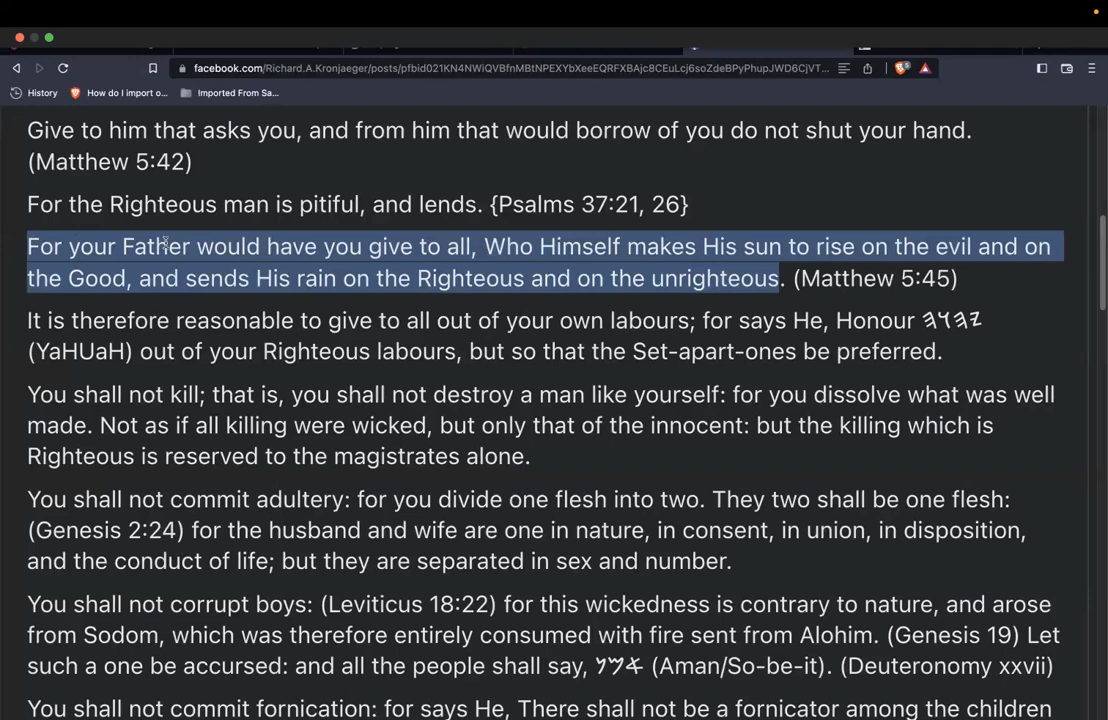 facebook.com/Richard.A.Kronjaeger/posts/pfbid021KN4NWiQVBfnMBtNPEXYbXeeEQRFXBAjc8CEuLcj6soZdeBPyPhupJWD6CjVT...
History How do I import o... Imported From Sa...
Give to him that asks you, and from him that would borrow of you do not shut your hand.
(Matthew 5:42)
For the Righteous man is pitiful, and lends. {Psalms 37:21, 26}
For your Father would have you give to all, Who Himself makes His sun to rise on the evil and on
the Good, and sends His rain on the Righteous and on the unrighteous. (Matthew 5:45)
It is therefore reasonable to give to all out of your own labours; for says He, Honour 𐤉𐤄𐤅𐤄
(YaHUaH) out of your Righteous labours, but so that the Set-apart-ones be preferred.
You shall not kill; that is, you shall not destroy a man like yourself: for you dissolve what was well
made. Not as if all killing were wicked, but only that of the innocent: but the killing which is
Righteous is reserved to the magistrates alone.
You shall not commit adultery: for you divide one flesh into two. They two shall be one flesh:
(Genesis 2:24) for the husband and wife are one in nature, in consent, in union, in disposition,
and the conduct of life; but they are separated in sex and number.
You shall not corrupt boys: (Leviticus 18:22) for this wickedness is contrary to nature, and arose
from Sodom, which was therefore entirely consumed with fire sent from Alohim. (Genesis 19) Let
such a one be accursed: and all the people shall say, 𐤀𐤌𐤍 (Aman/So-be-it). (Deuteronomy xxvii)
You shall not commit fornication: for says He, There shall not be a fornicator among the children